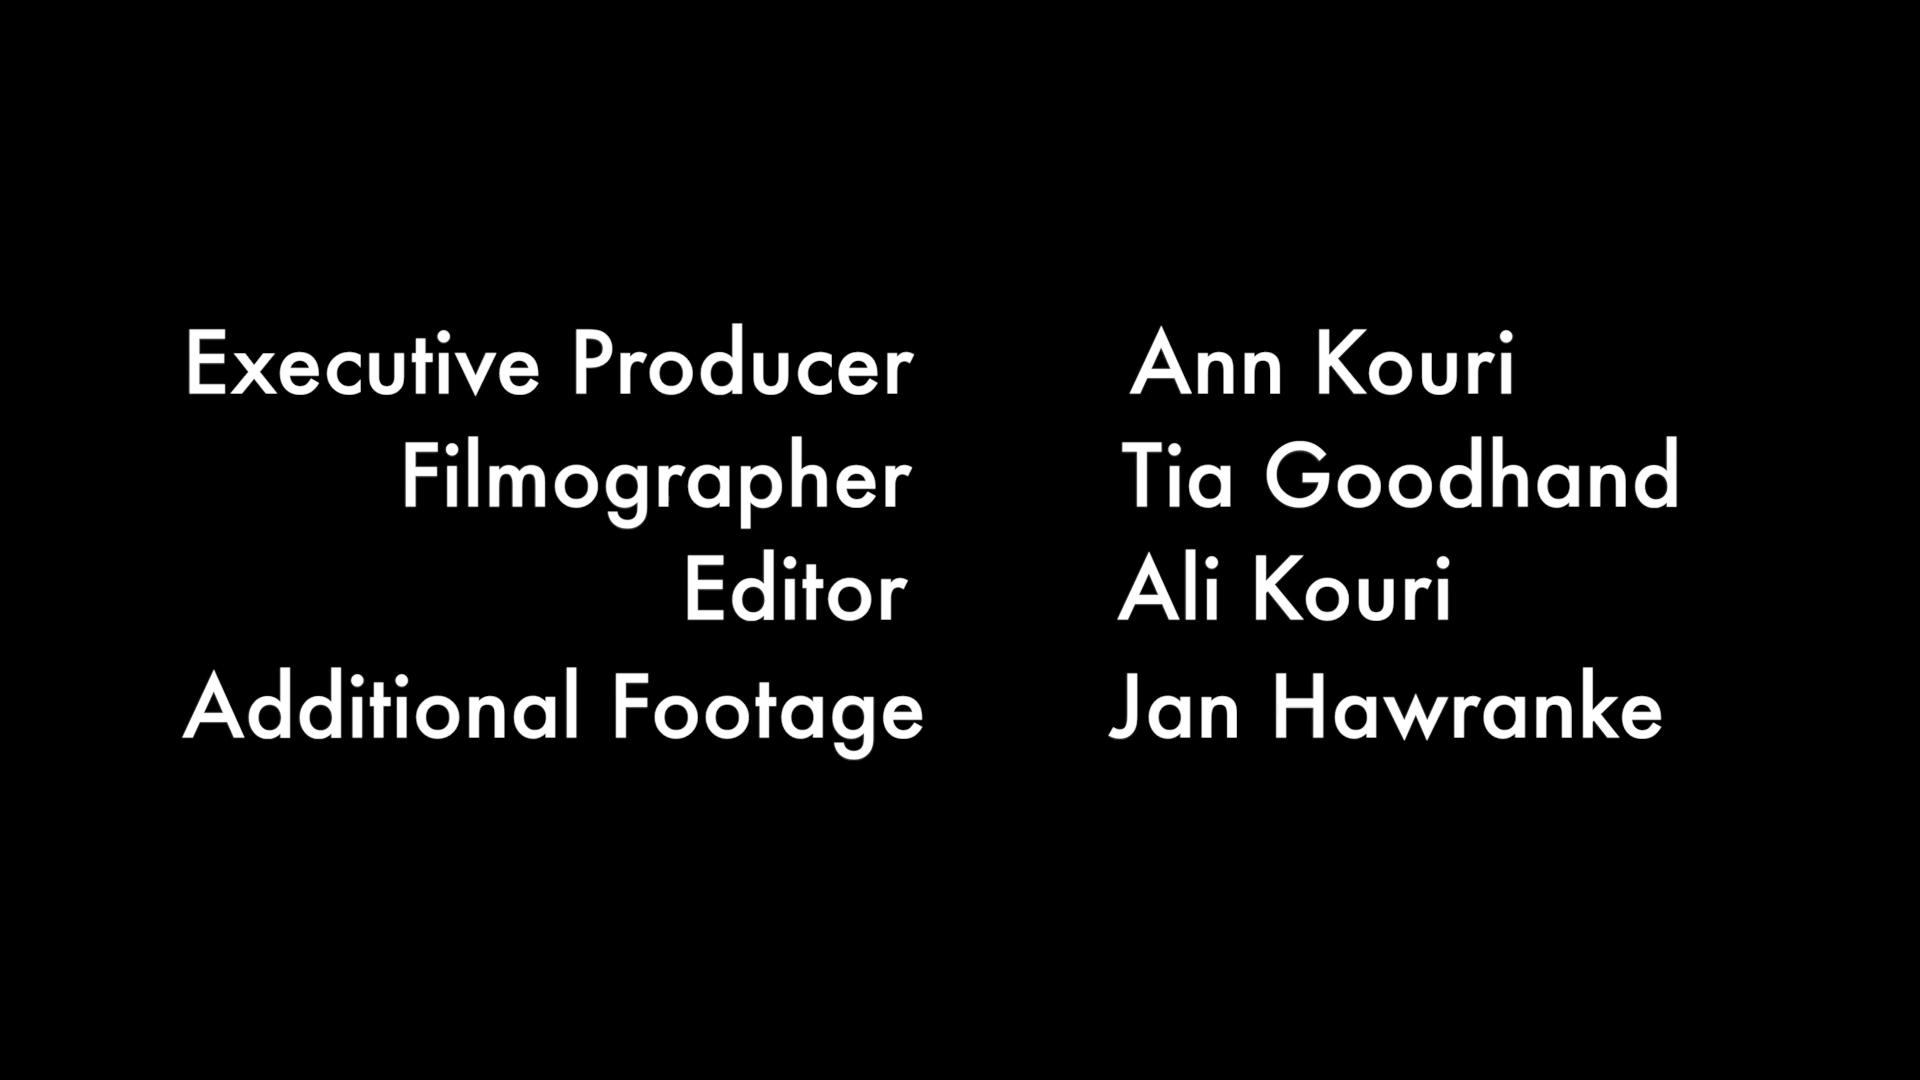 Executive Producer Ann Kouri
Filmographer Tia Goodhand
Editor Ali Kouri
Additional Footage Jan Hawranke